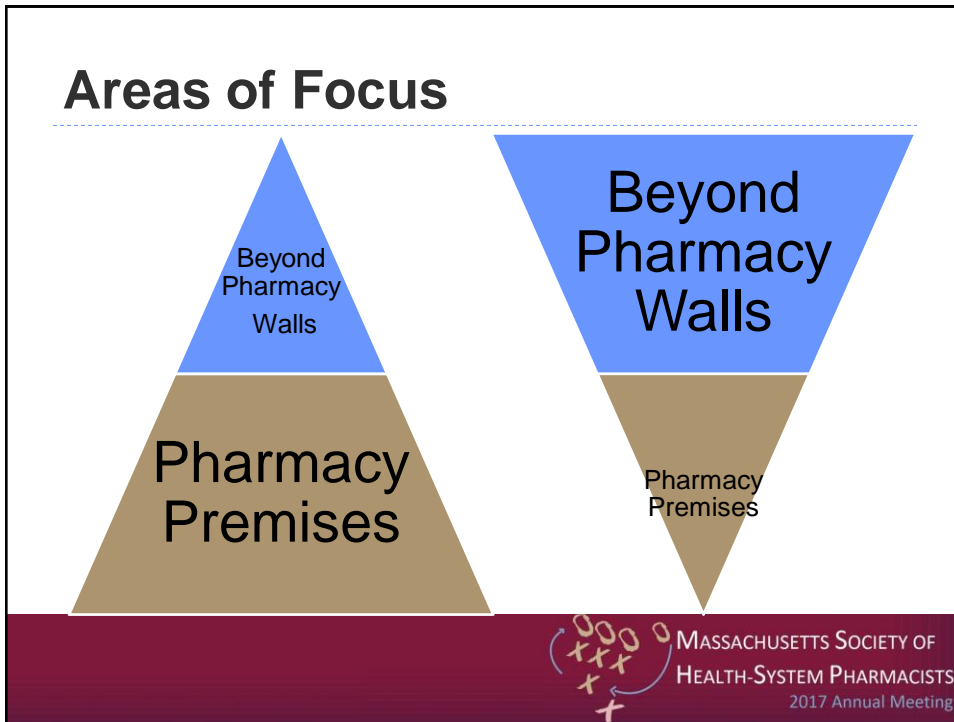 Areas of Focus
Beyond
Pharmacy
Walls
Pharmacy
Premises
Beyond
Pharmacy
Walls
Pharmacy
Premises
MASSACHUSETTS SOCIETY OF
HEALTH-SYSTEM PHARMACISTS
2017 Annual Meeting